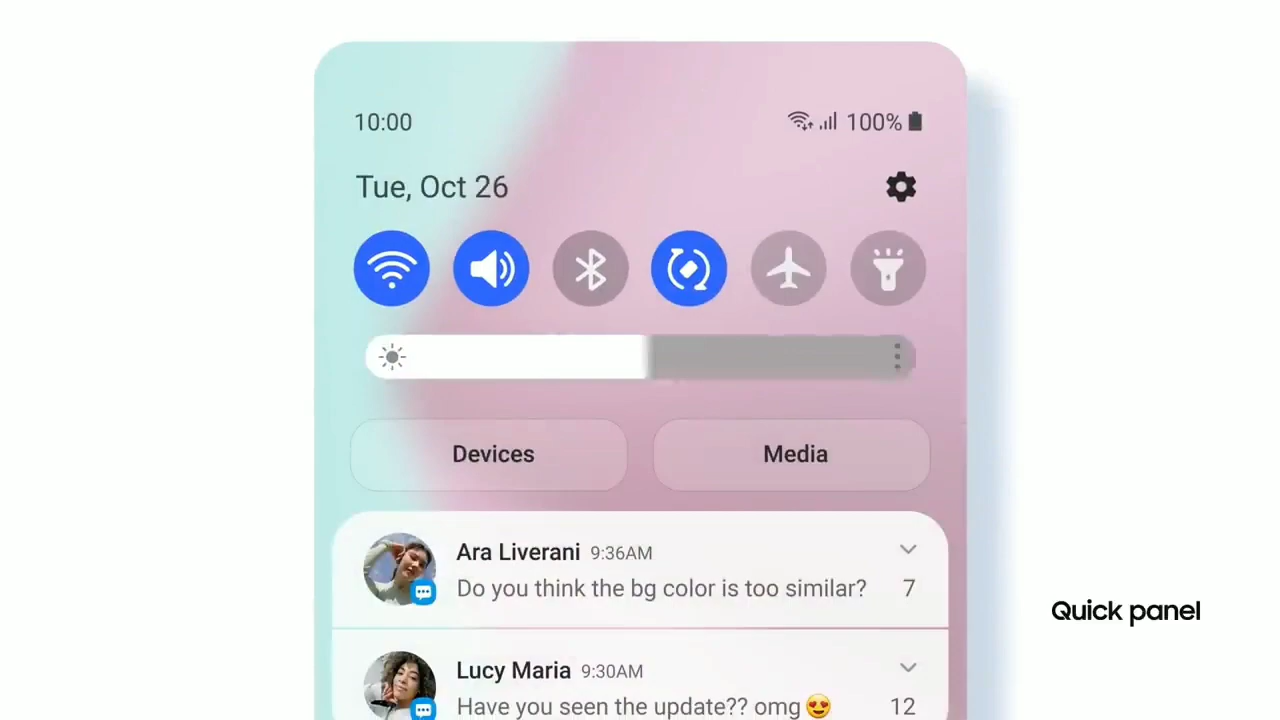 10:00 100%
Tue, Oct 26
Devices Media
Ara Liverani 9:36AM
Do you think the bg color is too similar? 7
Quick panel
Lucy Maria 9:30AM
Have you seen the update?? omg😍 12